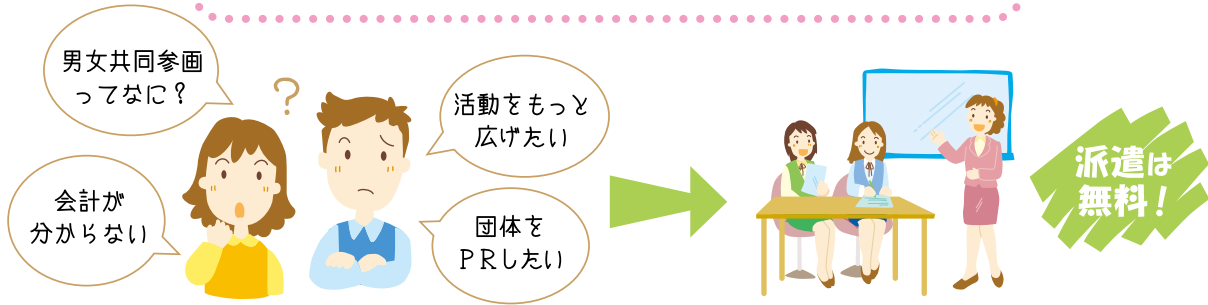 男女共同参画
ってなに？
?
会計が
分からない
活動をもっと
広げたい
団体を
ＰＲしたい
派遣は
無料！